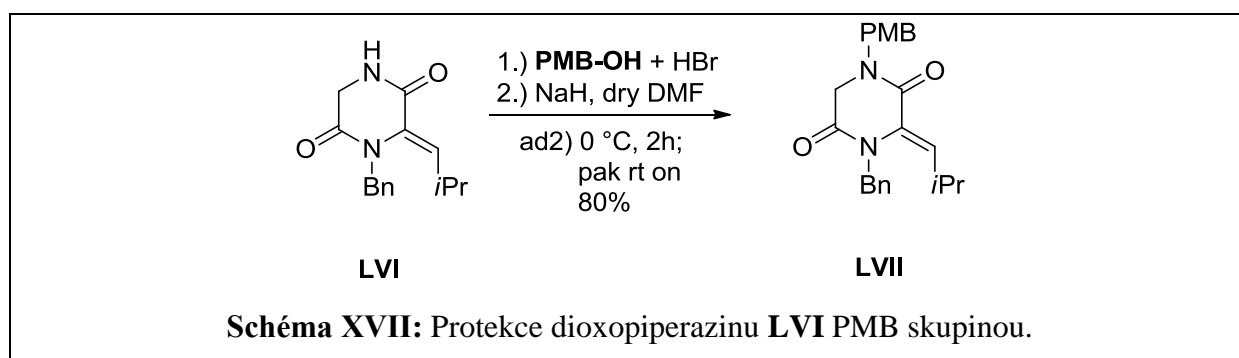 H
N
O
O
N
Bn
iPr
1.) PMB-OH + HBr
2.) NaH, dry DMF
ad2) 0 °C, 2h;
pak rt on
80%
PMB
N
O
O
N
Bn
iPr
LVI
LVII
Schéma XVII: Protekce dioxopiperazinu LVI PMB skupinou.